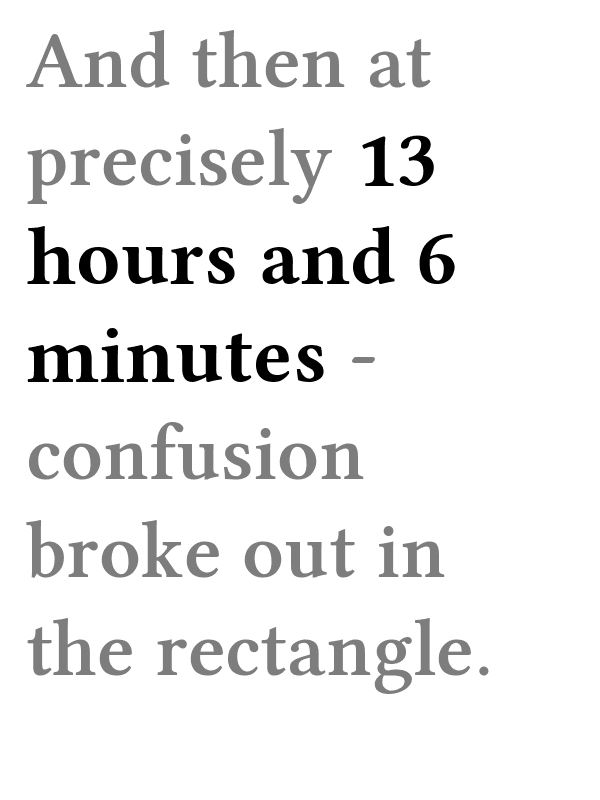 And then at
precisely 13
hours and 6
minutes -
confusion
broke out in
the rectangle.